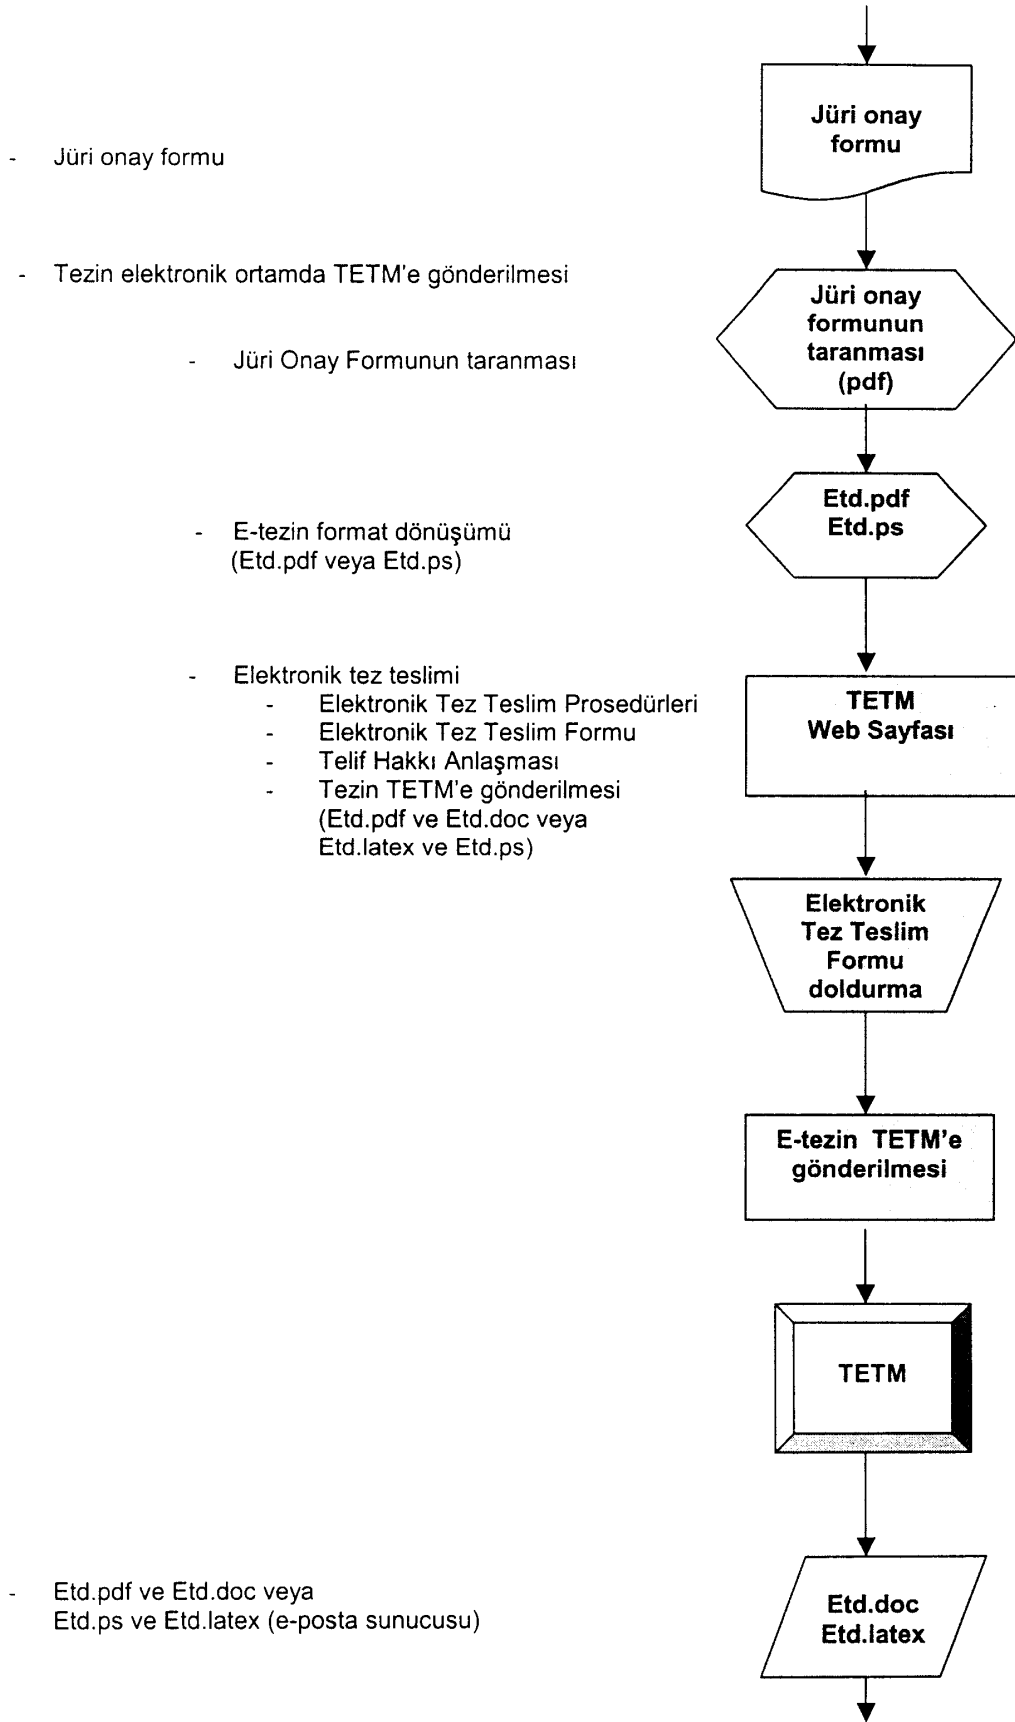 Jüri onay
formu
- Jüri onay formu
- Tezin elektronik ortamda TETM'e gönderilmesi
Jüri onay
formunun
taranması
(pdf)
- Jüri Onay Formunun taranması
Etd.pdf
Etd.ps
- E-tezin format dönüşümü
(Etd.pdf veya Etd.ps)
- Elektronik tez teslimi
- Elektronik Tez Teslim Prosedürleri
- Elektronik Tez Teslim Formu
- Telif Hakkı Anlaşması
- Tezin TETM'e gönderilmesi
(Etd.pdf ve Etd.doc veya
Etd.latex ve Etd.ps)
TETM
Web Sayfası
Elektronik
Tez Teslim
Formu
doldurma
E-tezin TETM'e
gönderilmesi
TETM
- Etd.pdf ve Etd.doc veya
Etd.ps ve Etd.latex (e-posta sunucusu)
Etd.doc
Etd.latex